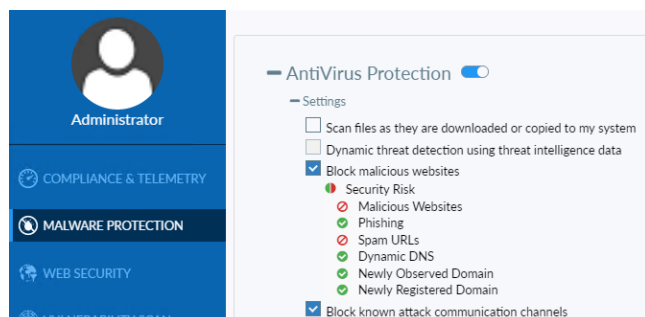 Administrator
COMPLIANCE & TELEMETRY
MALWARE PROTECTION
WEB SECURITY
VULNERABILITY SCAN
AntiVirus Protection
Settings
Scan files as they are downloaded or copied to my system
Dynamic threat detection using threat intelligence data
Block malicious websites
Security Risk
Malicious Websites
Phishing
Spam URLs
Dynamic DNS
Newly Observed Domain
Newly Registered Domain
Block known attack communication channels